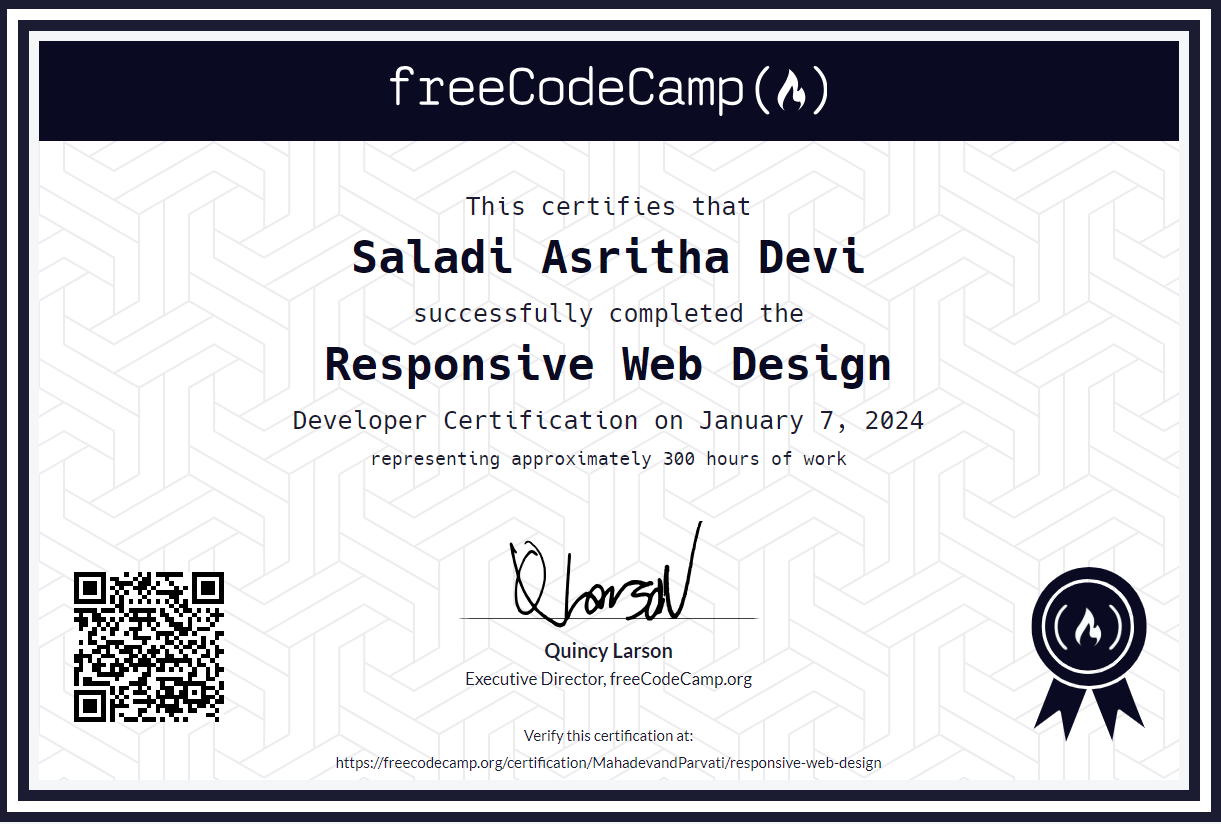 freeCodeCamp
This certifies that
Saladi Asritha Devi
successfully completed the
Responsive Web Design
Developer Certification on January 7, 2024
representing approximately 300 hours of work
Quincy Larson
Executive Director, freeCodeCamp.org
Verify this certification at:
https://freecodecamp.org/certification/MahadevandParvati/responsive-web-design